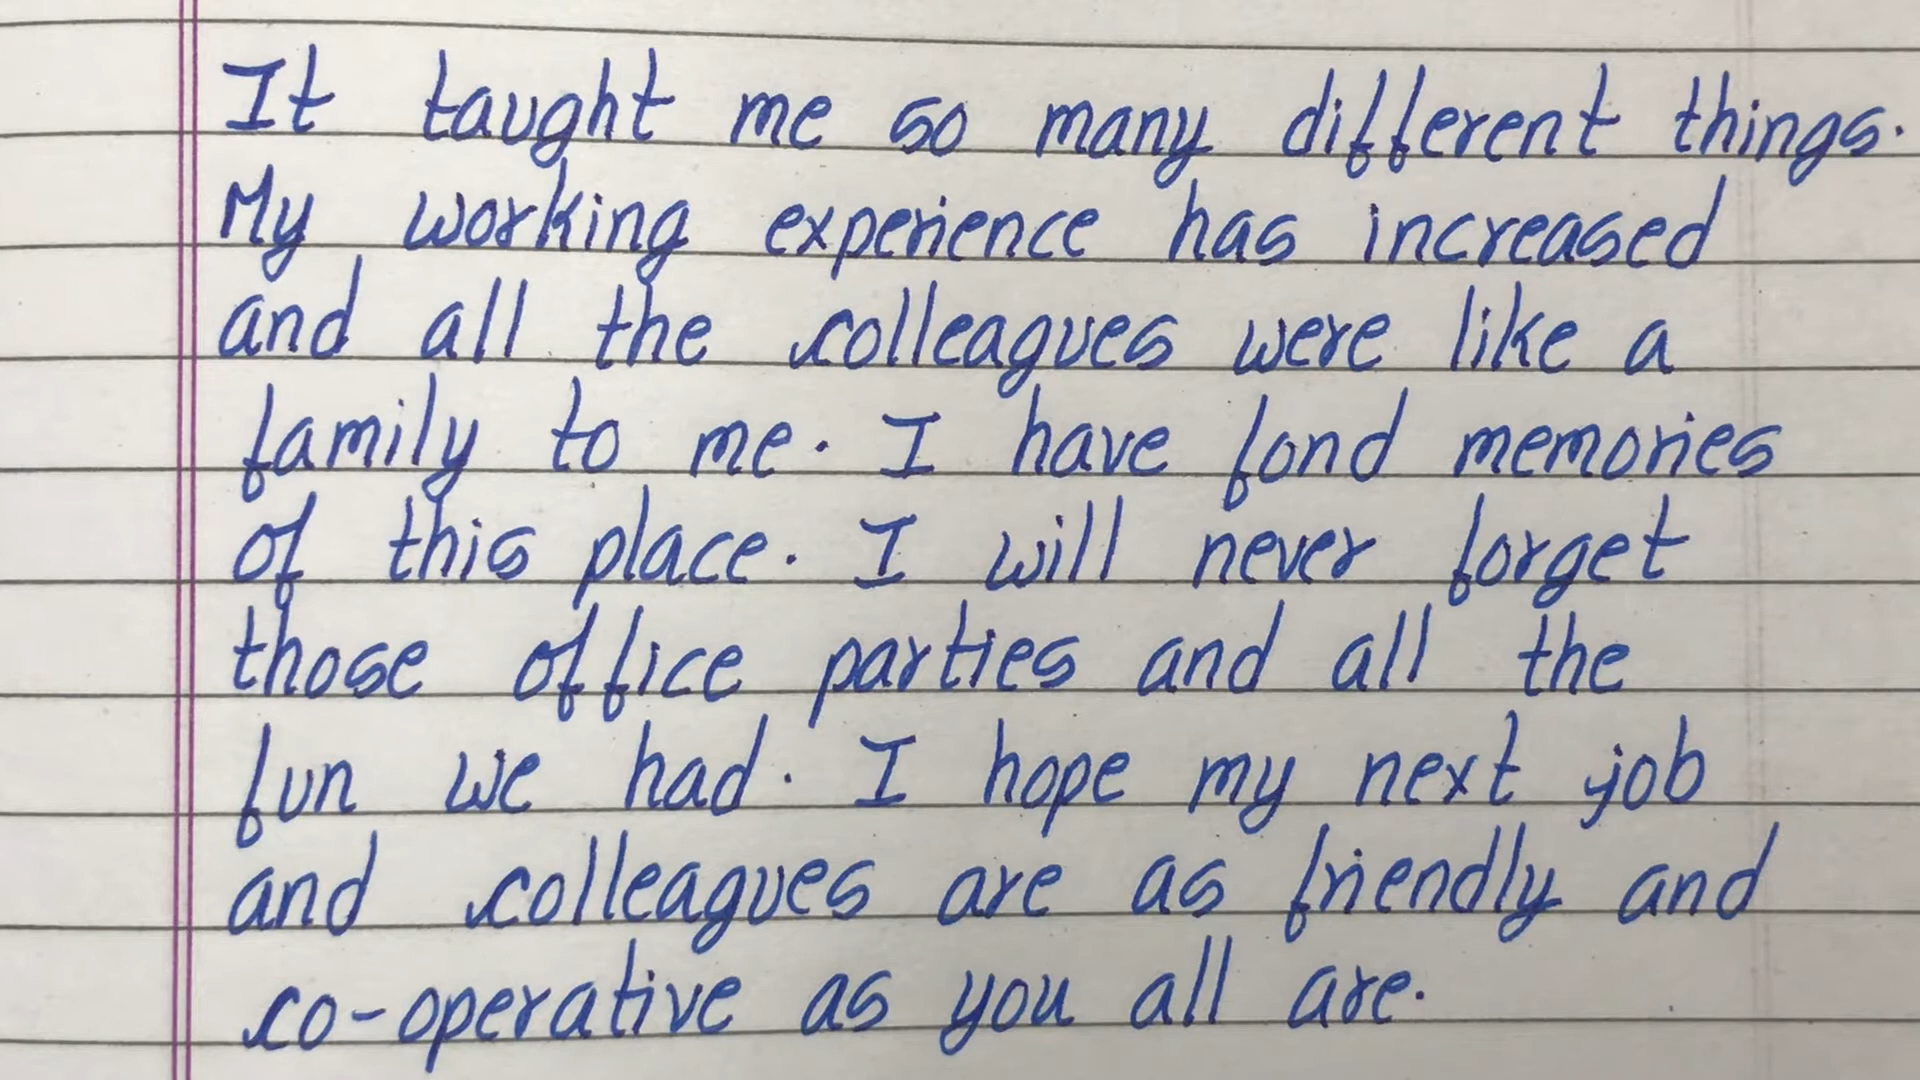 It taught me so many different things.
My working experience has increased
and all the colleagues were like a
family to me. I have fond memories
of this place. I will never forget
those office parties and all the
fun we had. I hope my next job
and colleagues are as friendly and
co-operative as you all are.